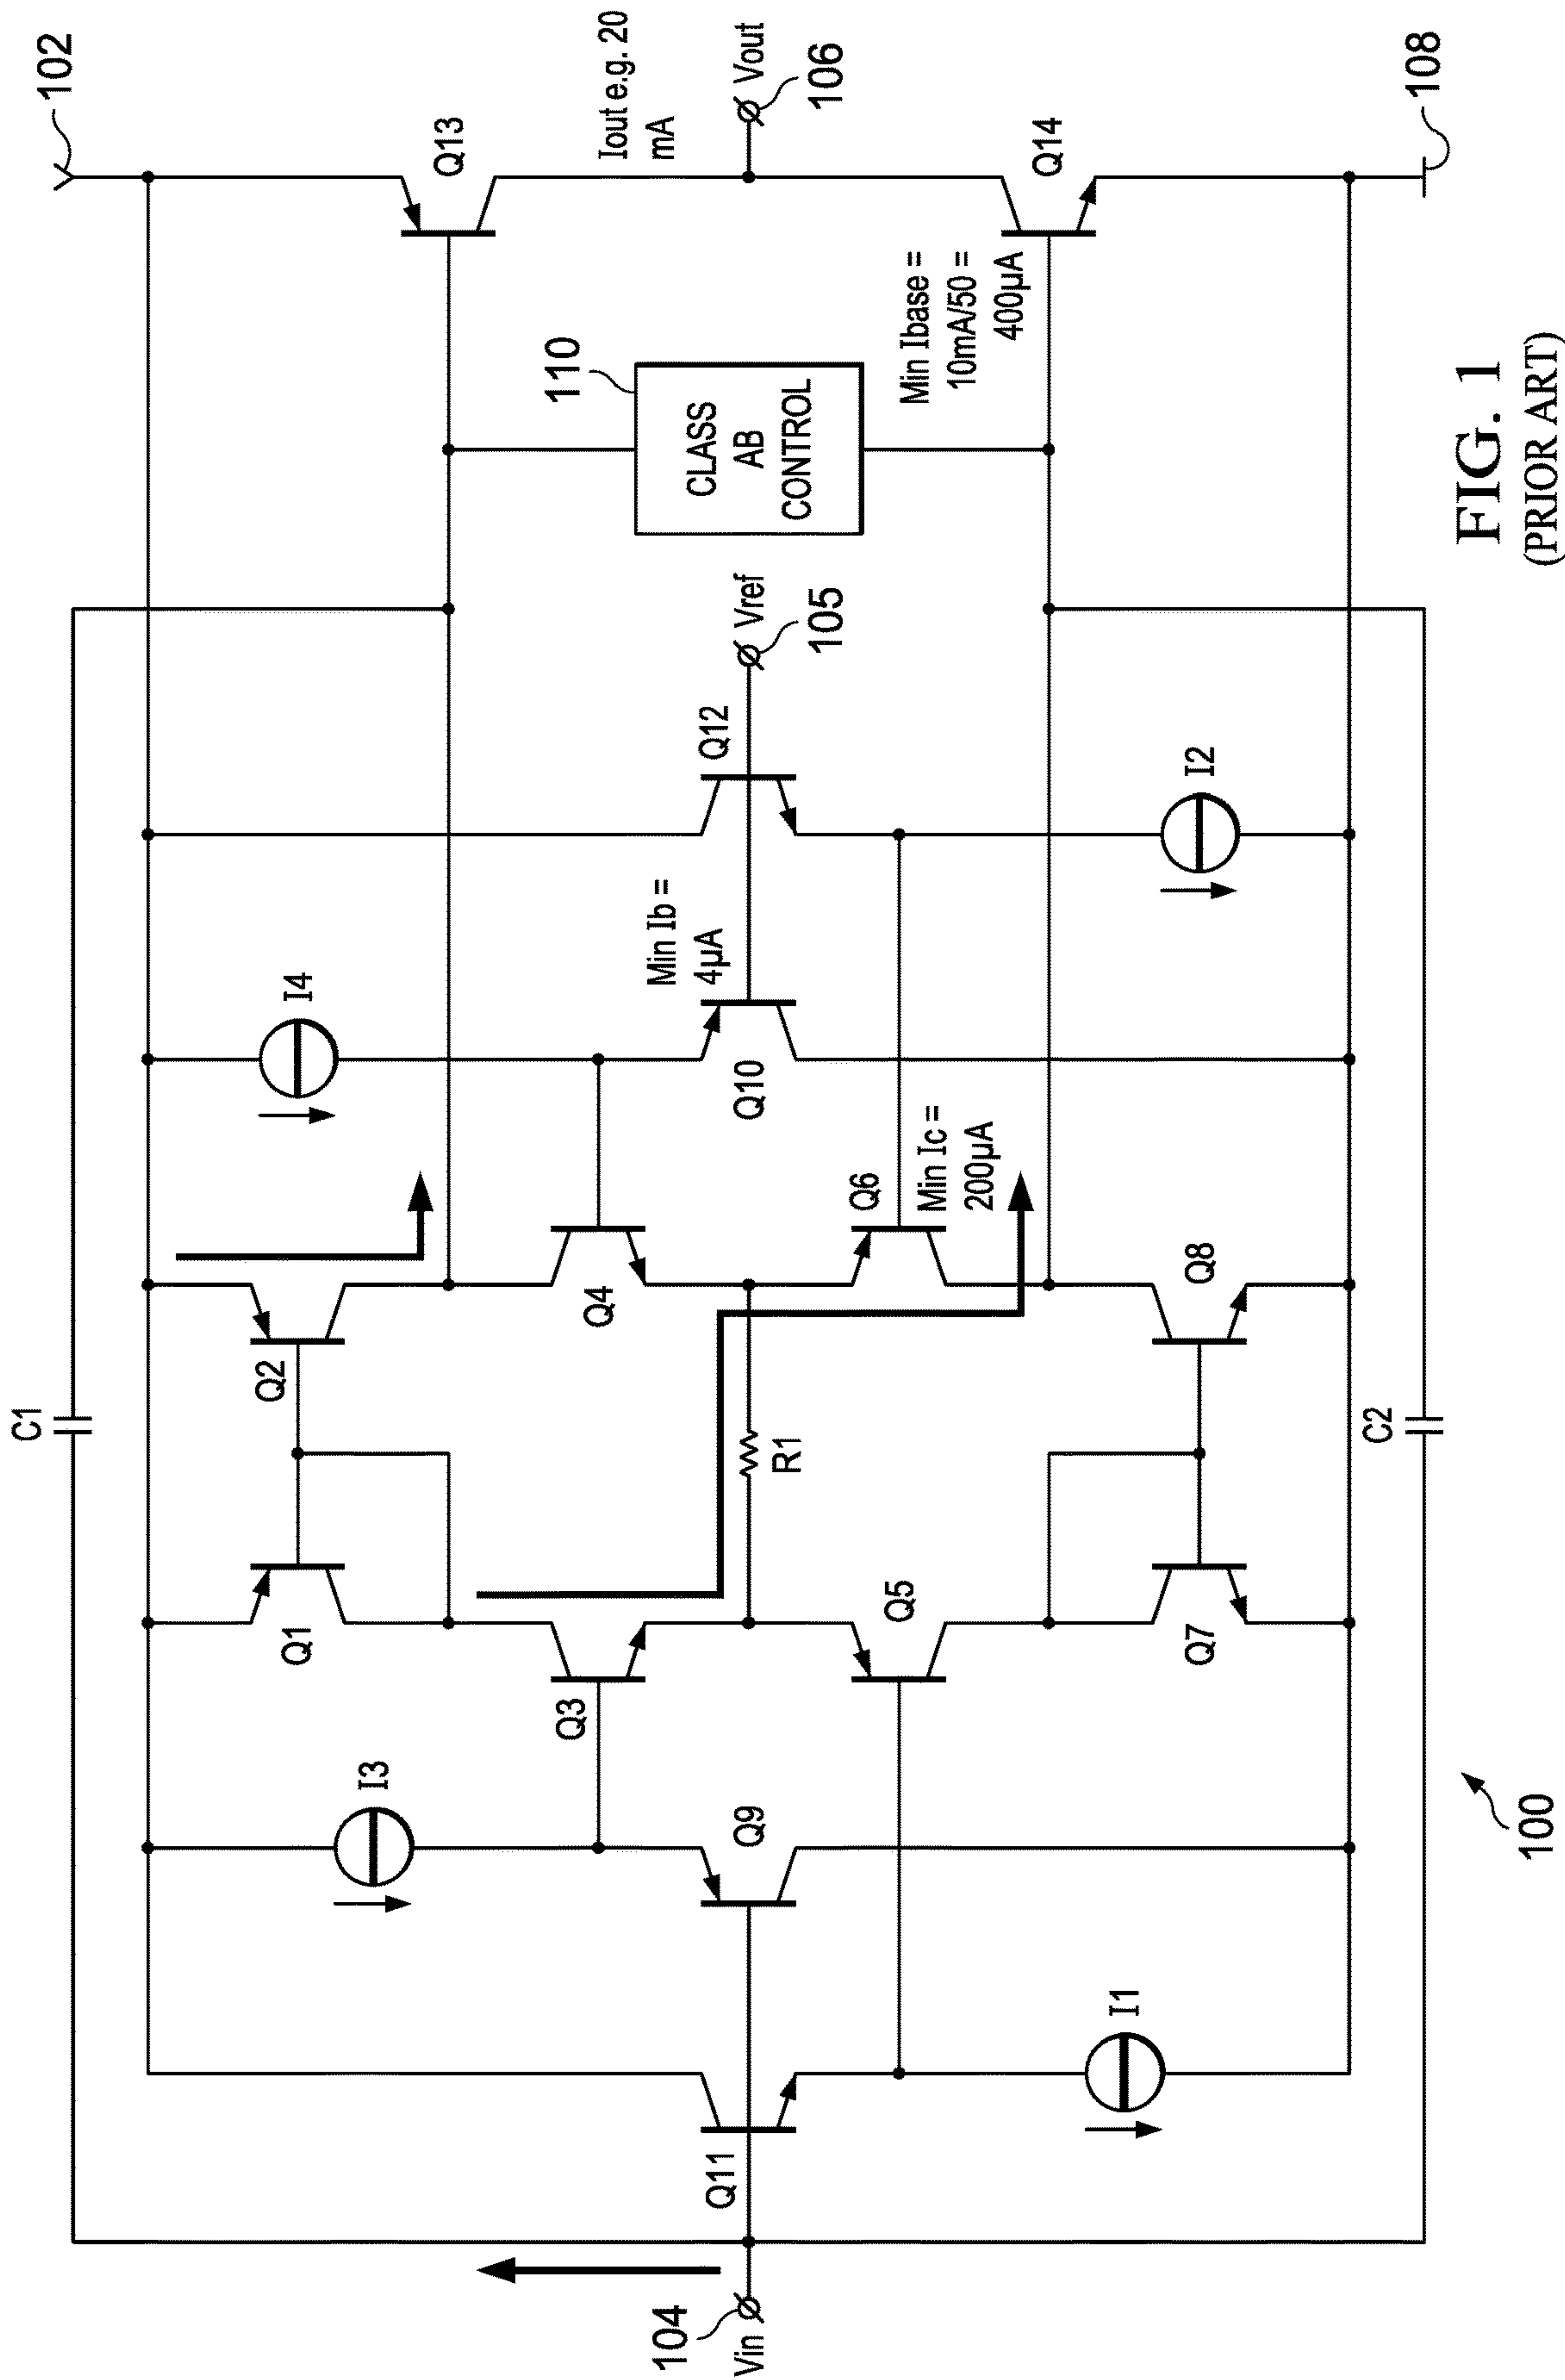 102
C1
Q1
Q2
Q13
I3
I4
Iout e.g. 20
mA
Q3
Q4
110
CLASS
AB
CONTROL
Min Ib =
4µA
Q11
Q9
Q10
Q12
104
Vin
R1
Vref
105
Vout
106
Q5
Q6
Min Ic =
200µA
Min Ibase =
10mA/50 =
400µA
Q14
I1
Q7
Q8
I2
C2
108
100
FIG. 1
(PRIOR ART)